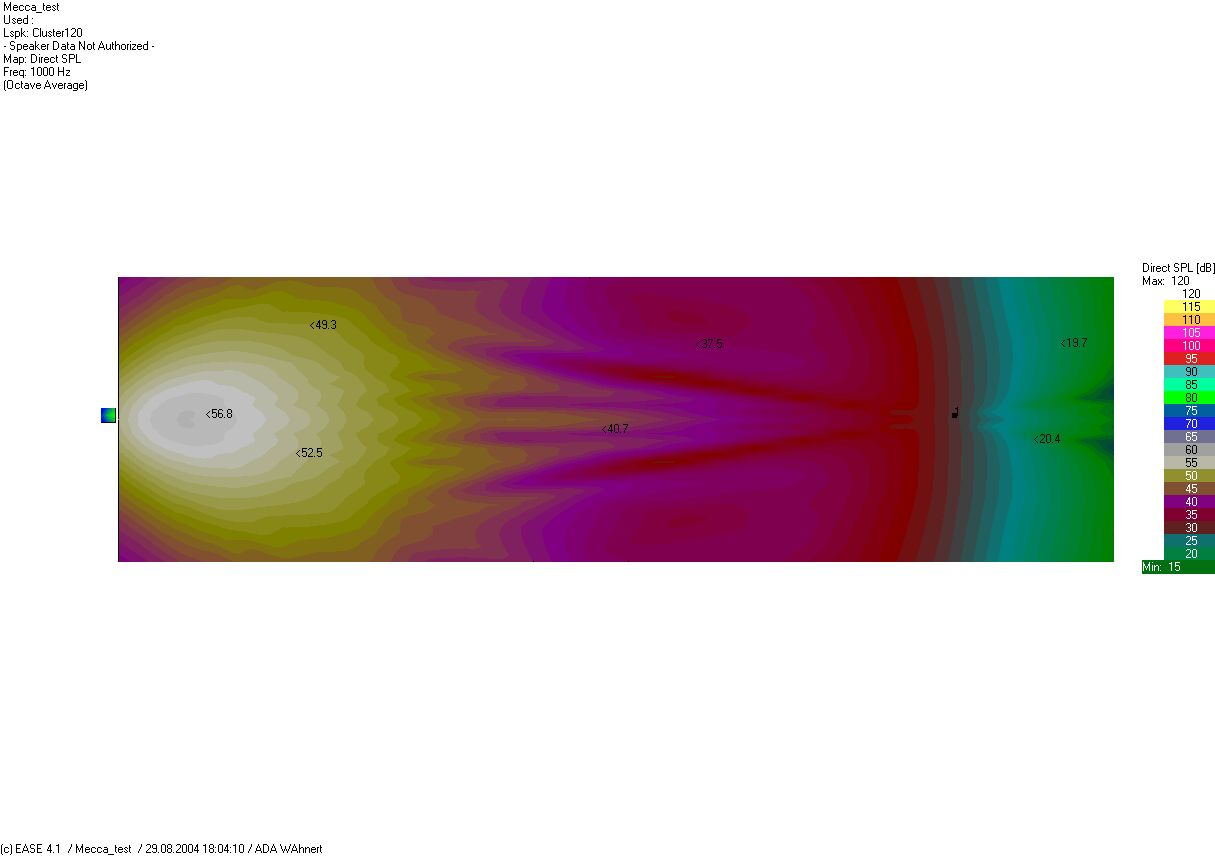 Mecca_test
Used :
Lspk: Cluster120
- Speaker Data Not Authorized -
Map: Direct SPL
Freq: 1000 Hz
(Octave Average)
Direct SPL [dB]
Max: 120
120
115
110
105
100
95
90
85
80
75
70
65
60
55
50
45
40
35
30
25
20
Min: 15
<49.3
<37.5
<19.7
<56.8
1
<40.7
<20.4
<52.5
(c) EASE 4.1 / Mecca_test / 29.08.2004 18:04:10 / ADA WAhnert